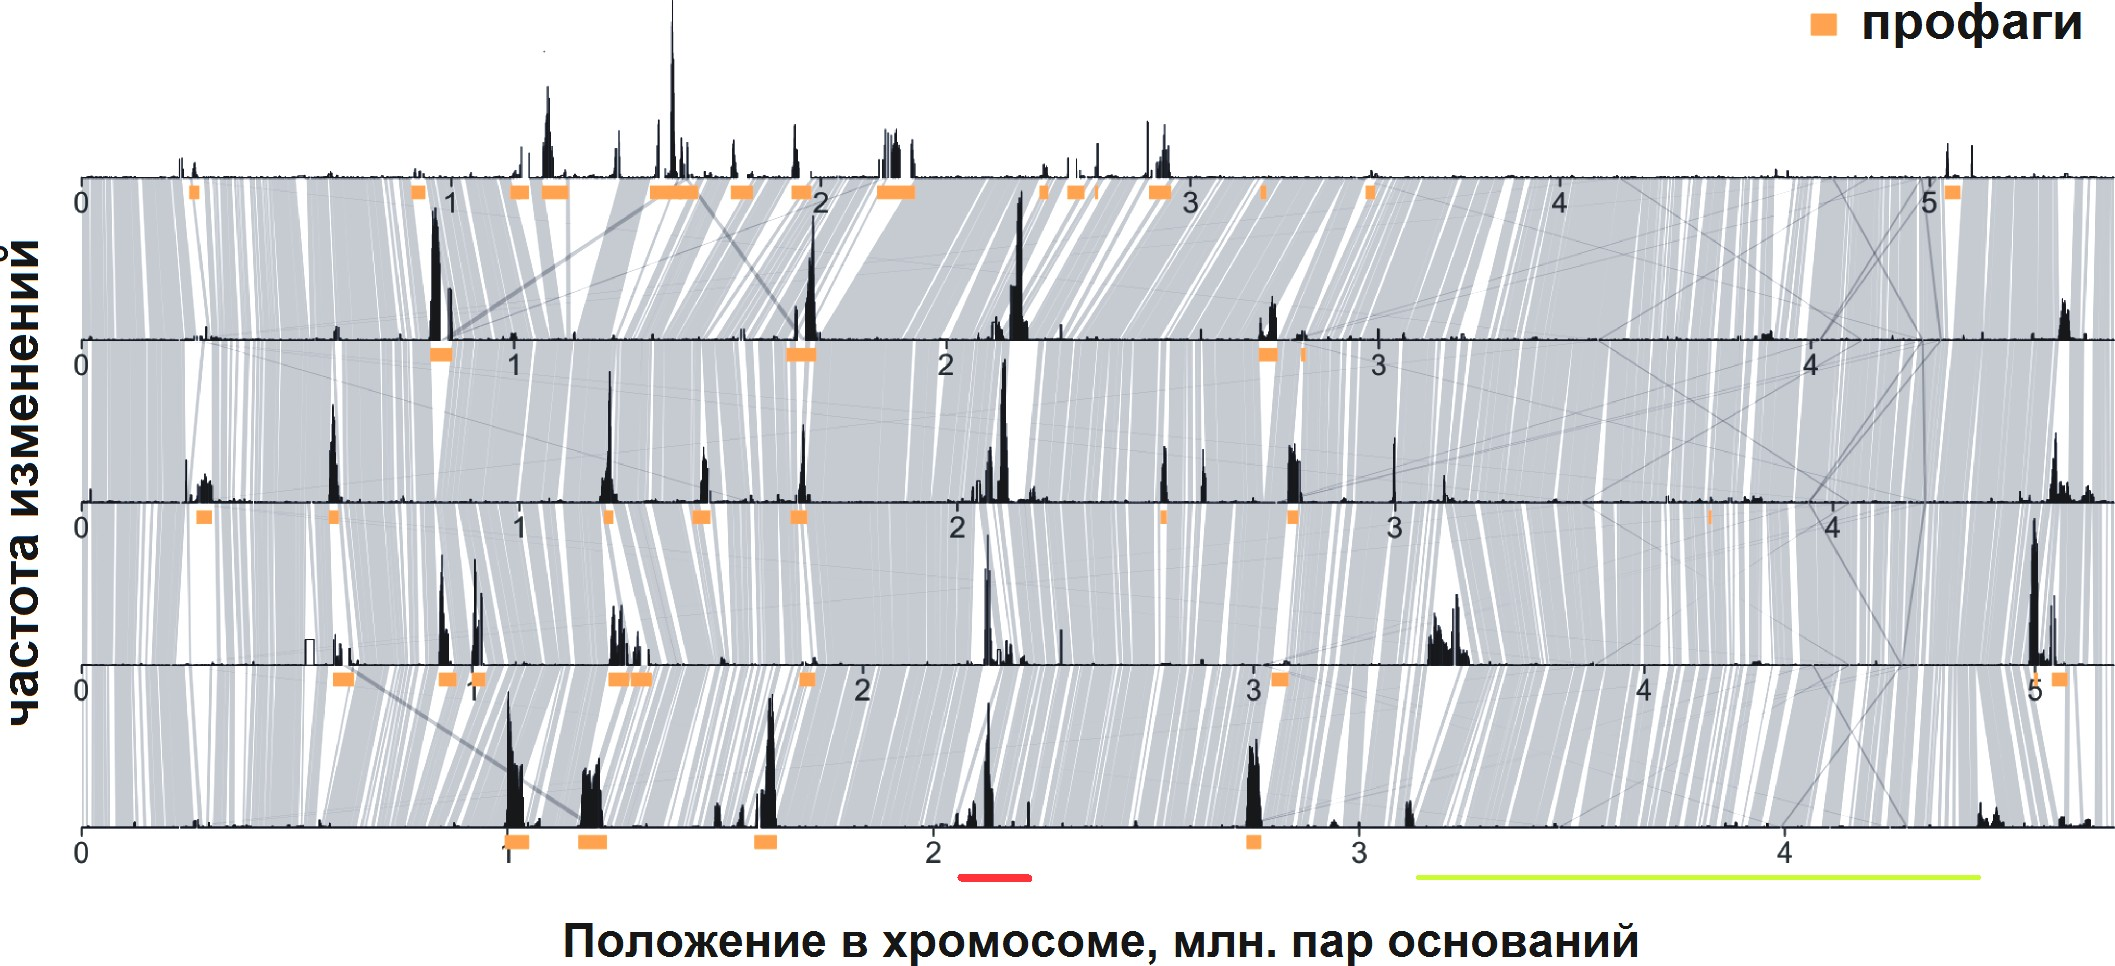 профаги
0 1 2 3 4 5
0 1 2 3 4
0 1 2 3 4
0 1 2 3 4 5
0 1 2 3 4
частота изменений
Положение в хромосоме, млн. пар оснований